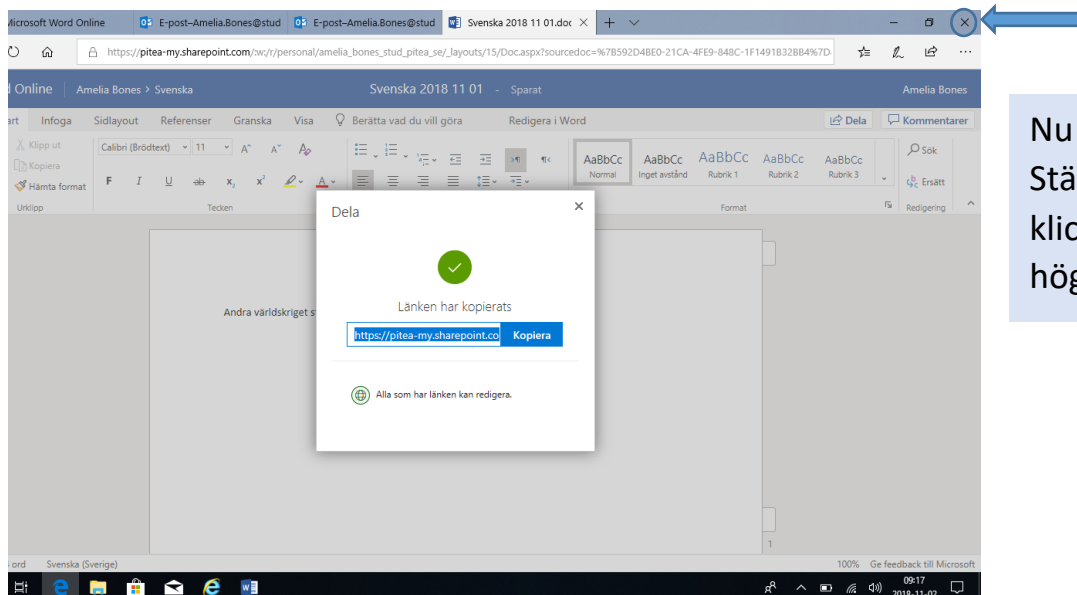 Microsoft Word Online E-post–Amelia.Bones@stud E-post–Amelia.Bones@stud Svenska 2018 11 01.doc
https://pitea-my.sharepoint.com/:w:/r/personal/amelia_bones_stud_pitea_se/_layouts/15/Doc.aspx?sourcedoc=%7B592D4BE0-21CA-4FE9-848C-1F1491B32BB4%7D
d Online Amelia Bones > Svenska Svenska 2018 11 01 - Sparat Amelia Bones
art Infoga Sidlayout Referenser Granska Visa Berätta vad du vill göra Redigera i Word Dela Kommentarer
Klipp ut
Kopiera
Hämta format
Urklipp
Calibri (Brödtext) 11
F I U ab x₂ x² A
Tecken
AaBbCc AaBbCc AaBbCc AaBbCc AaBbCc
Normal Inget avstånd Rubrik 1 Rubrik 2 Rubrik 3
Format
Sök
Ersätt
Redigering
Dela
Andra världskriget s
Länken har kopierats
https://pitea-my.sharepoint.co Kopiera
Alla som har länken kan redigera.
1
ord Svenska (Sverige) 100% Ge feedback till Microsoft
09:17
2018-11-02
Nu
Stä
klic
hög